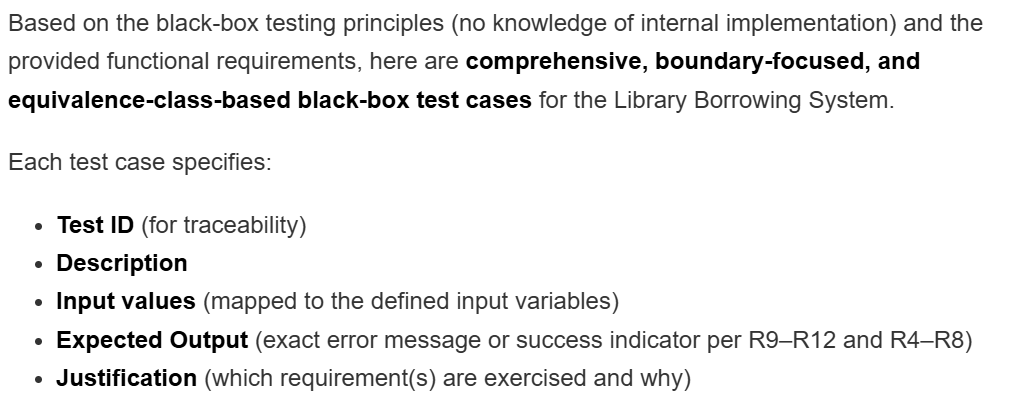 Based on the black-box testing principles (no knowledge of internal implementation) and the
provided functional requirements, here are comprehensive, boundary-focused, and
equivalence-class-based black-box test cases for the Library Borrowing System.
Each test case specifies:
• Test ID (for traceability)
• Description
• Input values (mapped to the defined input variables)
• Expected Output (exact error message or success indicator per R9–R12 and R4–R8)
• Justification (which requirement(s) are exercised and why)